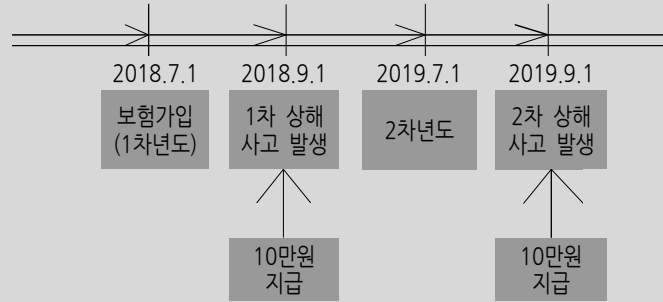 2018.7.1
2018.9.1
2019.7.1
2019.9.1
보험가입
(1차년도)
1차 상해
사고 발생
2차년도
2차 상해
사고 발생
10만원
지급
10만원
지급